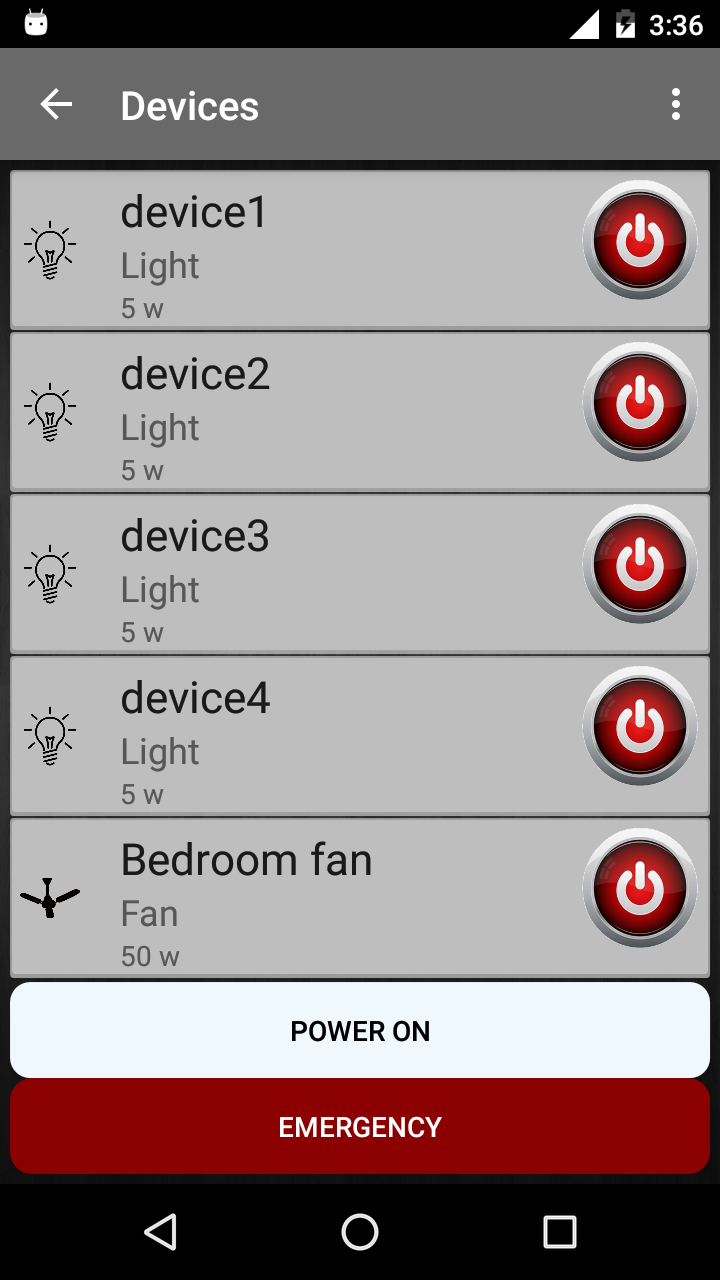 3:36
Devices
device1
Light
5 w
device2
Light
5 w
device3
Light
5 w
device4
Light
5 w
Bedroom fan
Fan
50 w
POWER ON
EMERGENCY